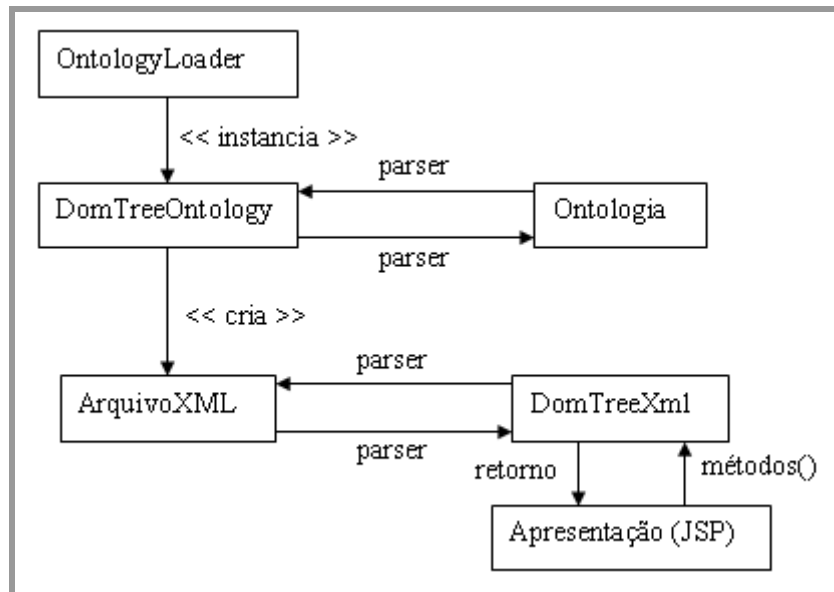 OntologyLoader
<< instancia >>
parser
DomTreeOntology
Ontologia
parser
<< cria >>
parser
ArquivoXML
DomTreeXml
parser
retorno
métodos()
Apresentação (JSP)